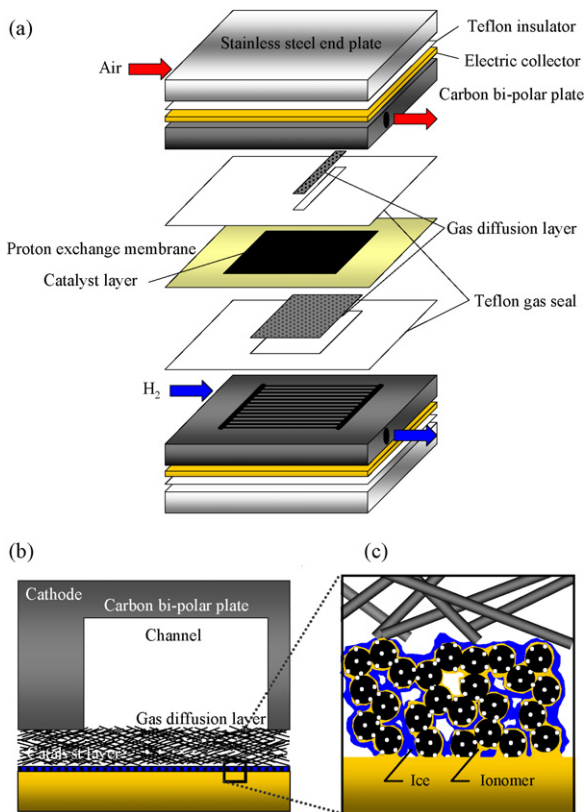 (a)
Stainless steel end plate
Teflon insulator
Electric collector
Air
Carbon bi-polar plate
Gas diffusion layer
Proton exchange membrane
Catalyst layer
Teflon gas seal
H2
(b)
(c)
Cathode
Carbon bi-polar plate
Channel
Gas diffusion layer
Catalyst layer
Ice
Ionomer